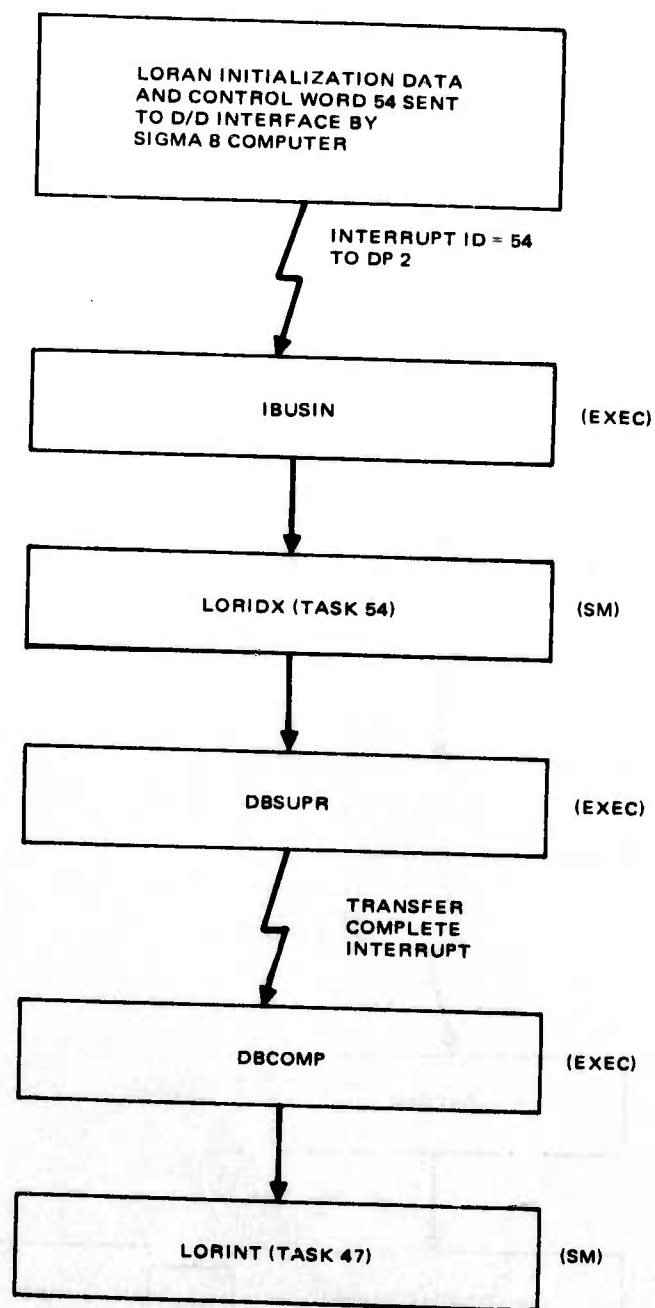 LORAN INITIALIZATION DATA
AND CONTROL WORD 54 SENT
TO D/D INTERFACE BY
SIGMA 8 COMPUTER
INTERRUPT ID = 54
TO DP 2
IBUSIN
(EXEC)
LORIDX (TASK 54)
(SM)
DBSUPR
(EXEC)
TRANSFER
COMPLETE
INTERRUPT
DBCOMP
(EXEC)
LORINT (TASK 47)
(SM)